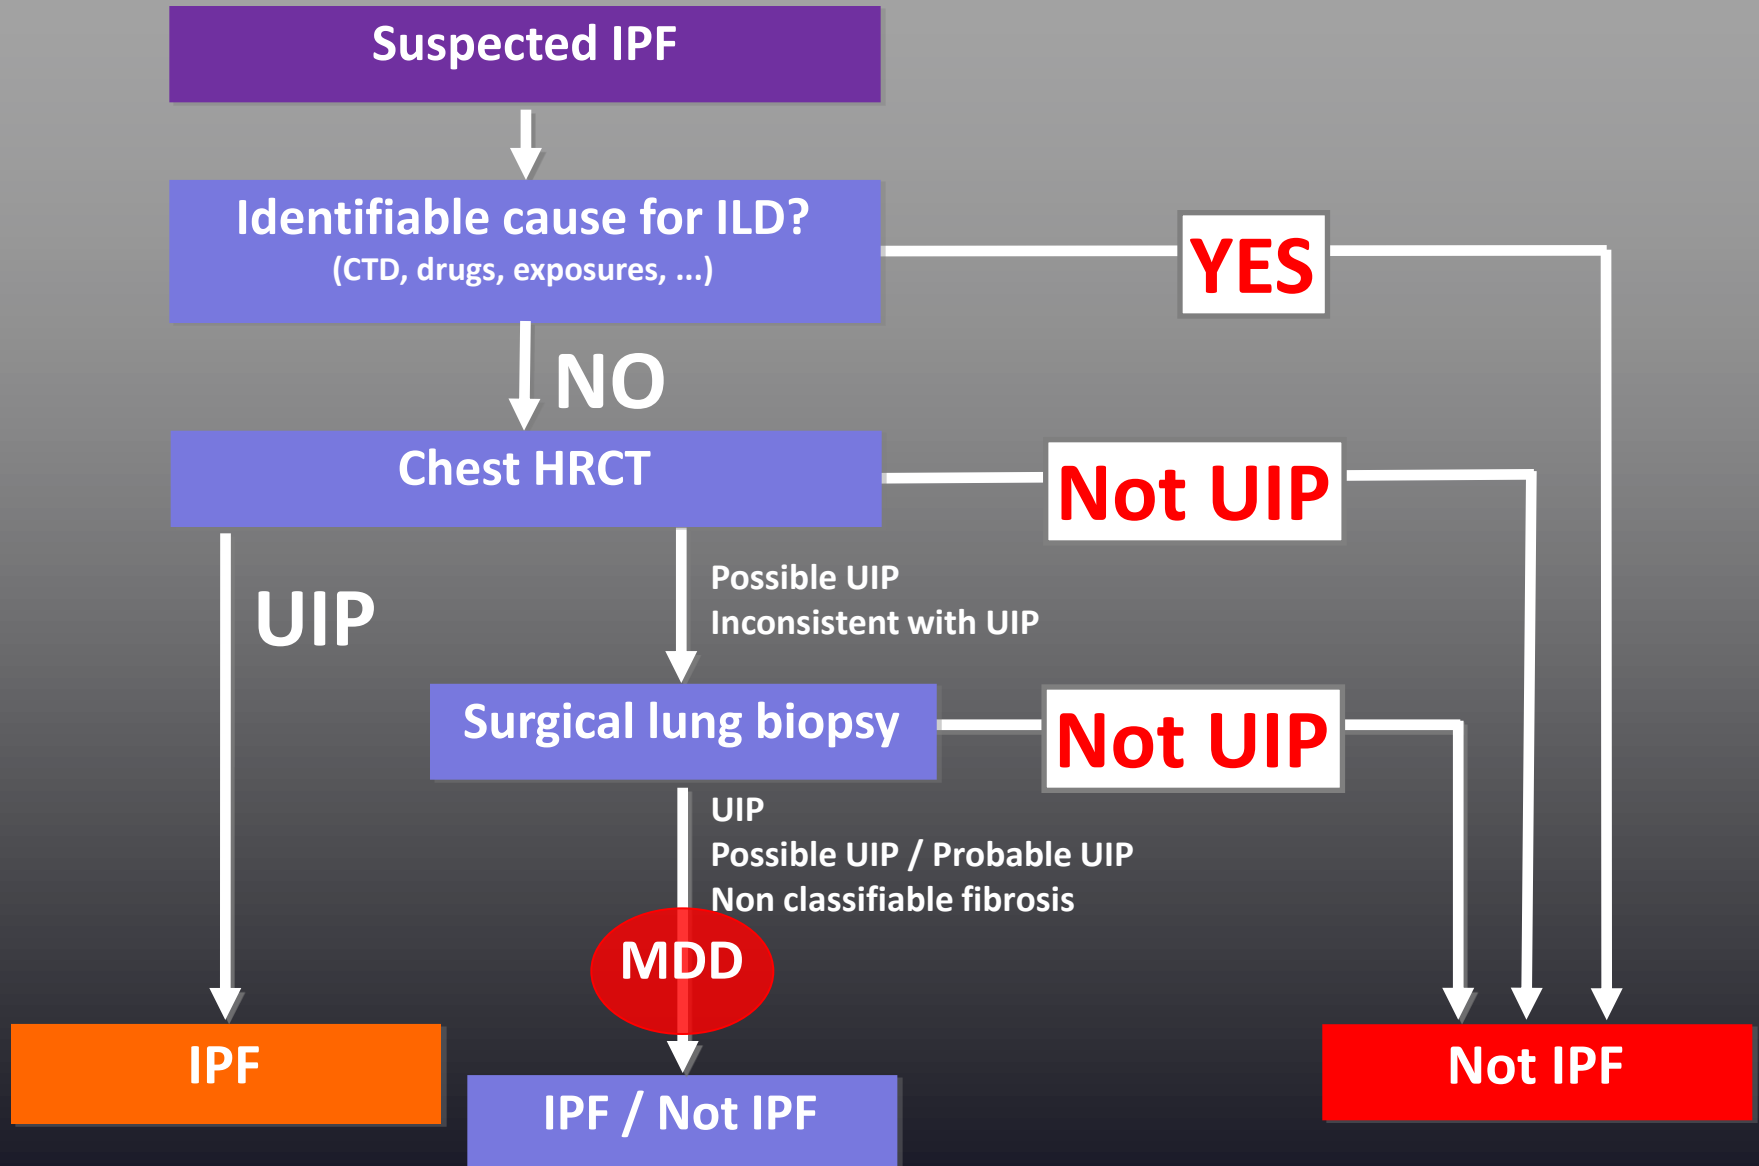 Suspected IPF
Identifiable cause for ILD?
(CTD, drugs, exposures, ...)
YES
NO
Chest HRCT
Not UIP
UIP
Possible UIP
Inconsistent with UIP
Surgical lung biopsy
Not UIP
UIP
Possible UIP / Probable UIP
Non classifiable fibrosis
MDD
IPF
IPF / Not IPF
Not IPF